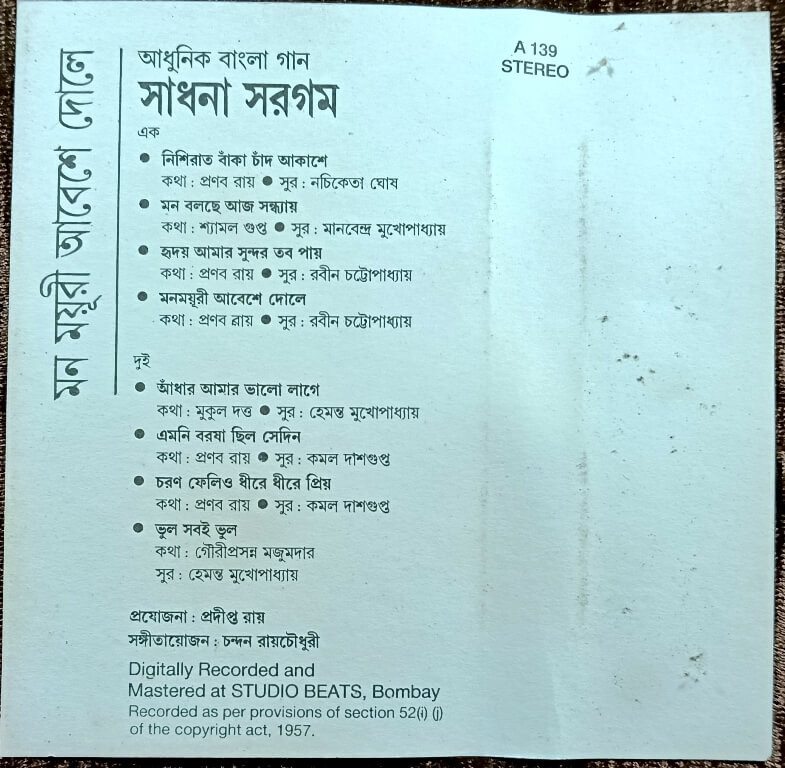 মন ময়ূরী আবেশে দোলে
আধুনিক বাংলা গান
সাধনা সরগম
A 139
STEREO
এক
● নিশিরাত বাঁকা চাঁদ আকাশে
কথা : প্রণব রায় ● সুর : নচিকেতা ঘোষ
● মন বলছে আজ সন্ধ্যায়
কথা : শ্যামল গুপ্ত ● সুর : মানবেন্দ্র মুখোপাধ্যায়
● হৃদয় আমার সুন্দর তব পায়
কথা : প্রণব রায় ● সুর : রবীন চট্টোপাধ্যায়
● মনময়ূরী আবেশে দোলে
কথা : প্রণব রায় ● সুর : রবীন চট্টোপাধ্যায়
দুই
● আঁধার আমার ভালো লাগে
কথা : মুকুল দত্ত ● সুর : হেমন্ত মুখোপাধ্যায়
● এমনি বরষা ছিল সেদিন
কথা : প্রণব রায় ● সুর : কমল দাশগুপ্ত
● চরণ ফেলিও ধীরে ধীরে প্রিয়
কথা : প্রণব রায় ● সুর : কমল দাশগুপ্ত
● ভুল সবই ভুল
কথা : গৌরীপ্রসন্ন মজুমদার
সুর : হেমন্ত মুখোপাধ্যায়
প্রযোজনা : প্রদীপ্ত রায়
সঙ্গীতায়োজন : চন্দন রায়চৌধুরী
Digitally Recorded and
Mastered at STUDIO BEATS, Bombay
Recorded as per provisions of section 52(i) (j)
of the copyright act, 1957.